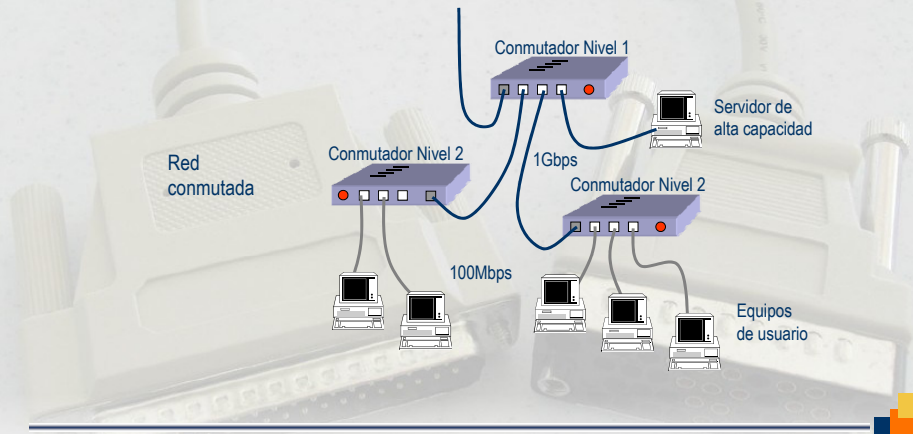 Conmutador Nivel 1
Servidor de
alta capacidad
Red
conmutada
Conmutador Nivel 2
1Gbps
Conmutador Nivel 2
100Mbps
Equipos
de usuario